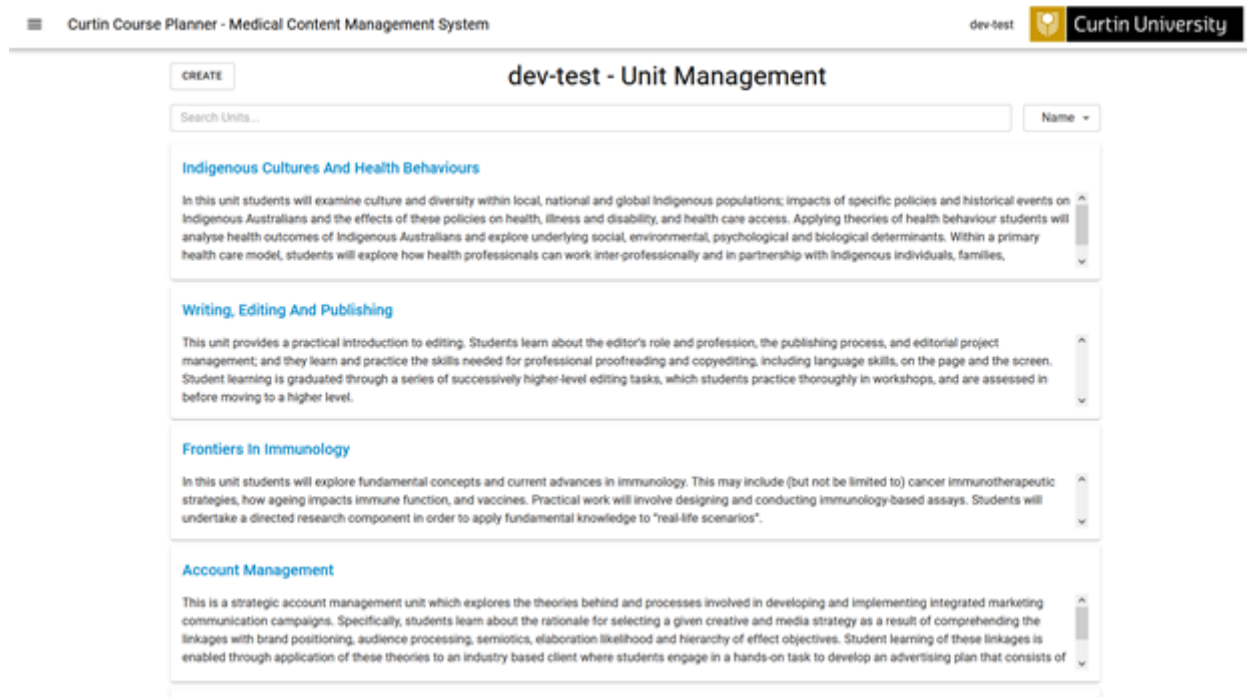 Curtin Course Planner - Medical Content Management System
dev-test
Curtin University
CREATE
dev-test - Unit Management
Search Units...
Name
Indigenous Cultures And Health Behaviours
In this unit students will examine culture and diversity within local, national and global Indigenous populations; impacts of specific policies and historical events on
Indigenous Australians and the effects of these policies on health, illness and disability, and health care access. Applying theories of health behaviour students will
analyse health outcomes of Indigenous Australians and explore underlying social, environmental, psychological and biological determinants. Within a primary
health care model, students will explore how health professionals can work inter-professionally and in partnership with Indigenous individuals, families,
Writing, Editing And Publishing
This unit provides a practical introduction to editing. Students learn about the editor's role and profession, the publishing process, and editorial project
management; and they learn and practice the skills needed for professional proofreading and copyediting, including language skills, on the page and the screen.
Student learning is graduated through a series of successively higher-level editing tasks, which students practice thoroughly in workshops, and are assessed in
before moving to a higher level.
Frontiers In Immunology
In this unit students will explore fundamental concepts and current advances in immunology. This may include (but not be limited to) cancer immunotherapeutic
strategies, how ageing impacts immune function, and vaccines. Practical work will involve designing and conducting immunology-based assays. Students will
undertake a directed research component in order to apply fundamental knowledge to "real-life scenarios".
Account Management
This is a strategic account management unit which explores the theories behind and processes involved in developing and implementing integrated marketing
communication campaigns. Specifically, students learn about the rationale for selecting a given creative and media strategy as a result of comprehending the
linkages with brand positioning, audience processing, semiotics, elaboration likelihood and hierarchy of effect objectives. Student learning of these linkages is
enabled through application of these theories to an industry based client where students engage in a hands-on task to develop an advertising plan that consists of